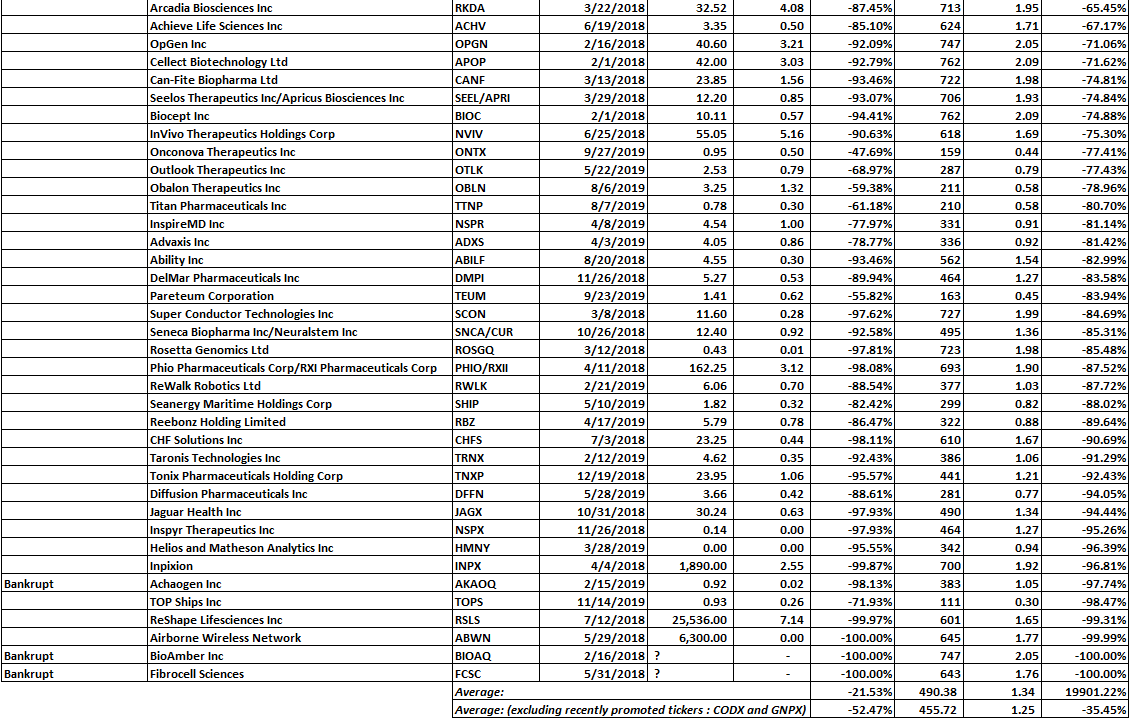 Arcadia Biosciences Inc RKDA 3/22/2018 32.52 4.08 -87.45% 713 1.95 -65.45%
Achieve Life Sciences Inc ACHV 6/19/2018 3.35 0.50 -85.10% 624 1.71 -67.17%
OpGen Inc OPGN 2/16/2018 40.60 3.21 -92.09% 747 2.05 -71.06%
Cellect Biotechnology Ltd APOP 2/1/2018 42.00 3.03 -92.79% 762 2.09 -71.62%
Can-Fite Biopharma Ltd CANF 3/13/2018 23.85 1.56 -93.46% 722 1.98 -74.81%
Seelos Therapeutics Inc/Apricus Biosciences Inc SEEL/APRI 3/29/2018 12.20 0.85 -93.07% 706 1.93 -74.84%
Biocept Inc BIOC 2/1/2018 10.11 0.57 -94.41% 762 2.09 -74.88%
InVivo Therapeutics Holdings Corp NVIV 6/25/2018 55.05 5.16 -90.63% 618 1.69 -75.30%
Onconova Therapeutics Inc ONTX 9/27/2019 0.95 0.50 -47.69% 159 0.44 -77.41%
Outlook Therapeutics Inc OTLK 5/22/2019 2.53 0.79 -68.97% 287 0.79 -77.43%
Obalon Therapeutics Inc OBLN 8/6/2019 3.25 1.32 -59.38% 211 0.58 -78.96%
Titan Pharmaceuticals Inc TTNP 8/7/2019 0.78 0.30 -61.18% 210 0.58 -80.70%
InspireMD Inc NSPR 4/8/2019 4.54 1.00 -77.97% 331 0.91 -81.14%
Advaxis Inc ADXS 4/3/2019 4.05 0.86 -78.77% 336 0.92 -81.42%
Ability Inc ABILF 8/20/2018 4.55 0.30 -93.46% 562 1.54 -82.99%
DelMar Pharmaceuticals Inc DMPI 11/26/2018 5.27 0.53 -89.94% 464 1.27 -83.58%
Pareteum Corporation TEUM 9/23/2019 1.41 0.62 -55.82% 163 0.45 -83.94%
Super Conductor Technologies Inc SCON 3/8/2018 11.60 0.28 -97.62% 727 1.99 -84.69%
Seneca Biopharma Inc/Neuralstem Inc SNCA/CUR 10/26/2018 12.40 0.92 -92.58% 495 1.36 -85.31%
Rosetta Genomics Ltd ROSGQ 3/12/2018 0.43 0.01 -97.81% 723 1.98 -85.48%
Phio Pharmaceuticals Corp/RXI Pharmaceuticals Corp PHIO/RXII 4/11/2018 162.25 3.12 -98.08% 693 1.90 -87.52%
ReWalk Robotics Ltd RWLK 2/21/2019 6.06 0.70 -88.54% 377 1.03 -87.72%
Seanergy Maritime Holdings Corp SHIP 5/10/2019 1.82 0.32 -82.42% 299 0.82 -88.02%
Reebonz Holding Limited RBZ 4/17/2019 5.79 0.78 -86.47% 322 0.88 -89.64%
CHF Solutions Inc CHFS 7/3/2018 23.25 0.44 -98.11% 610 1.67 -90.69%
Taronis Technologies Inc TRNX 2/12/2019 4.62 0.35 -92.43% 386 1.06 -91.29%
Tonix Pharmaceuticals Holding Corp TNXP 12/19/2018 23.95 1.06 -95.57% 441 1.21 -92.43%
Diffusion Pharmaceuticals Inc DFFN 5/28/2019 3.66 0.42 -88.61% 281 0.77 -94.05%
Jaguar Health Inc JAGX 10/31/2018 30.24 0.63 -97.93% 490 1.34 -94.44%
Inspyr Therapeutics Inc NSPX 11/26/2018 0.14 0.00 -97.93% 464 1.27 -95.26%
Helios and Matheson Analytics Inc HMNY 3/28/2019 0.00 0.00 -95.55% 342 0.94 -96.39%
Inpixion INPX 4/4/2018 1,890.00 2.55 -99.87% 700 1.92 -96.81%
Bankrupt Achaogen Inc AKAOQ 2/15/2019 0.92 0.02 -98.13% 383 1.05 -97.74%
TOP Ships Inc TOPS 11/14/2019 0.93 0.26 -71.93% 111 0.30 -98.47%
ReShape Lifesciences Inc RSLS 7/12/2018 25,536.00 7.14 -99.97% 601 1.65 -99.31%
Airborne Wireless Network ABWN 5/29/2018 6,300.00 0.00 -100.00% 645 1.77 -99.99%
Bankrupt BioAmber Inc BIOAQ 2/16/2018 ? - -100.00% 747 2.05 -100.00%
Bankrupt Fibrocell Sciences FCSC 5/31/2018 ? - -100.00% 643 1.76 -100.00%
Average: -21.53% 490.38 1.34 19901.22%
Average: (excluding recently promoted tickers : CODX and GNPX) -52.47% 455.72 1.25 -35.45%